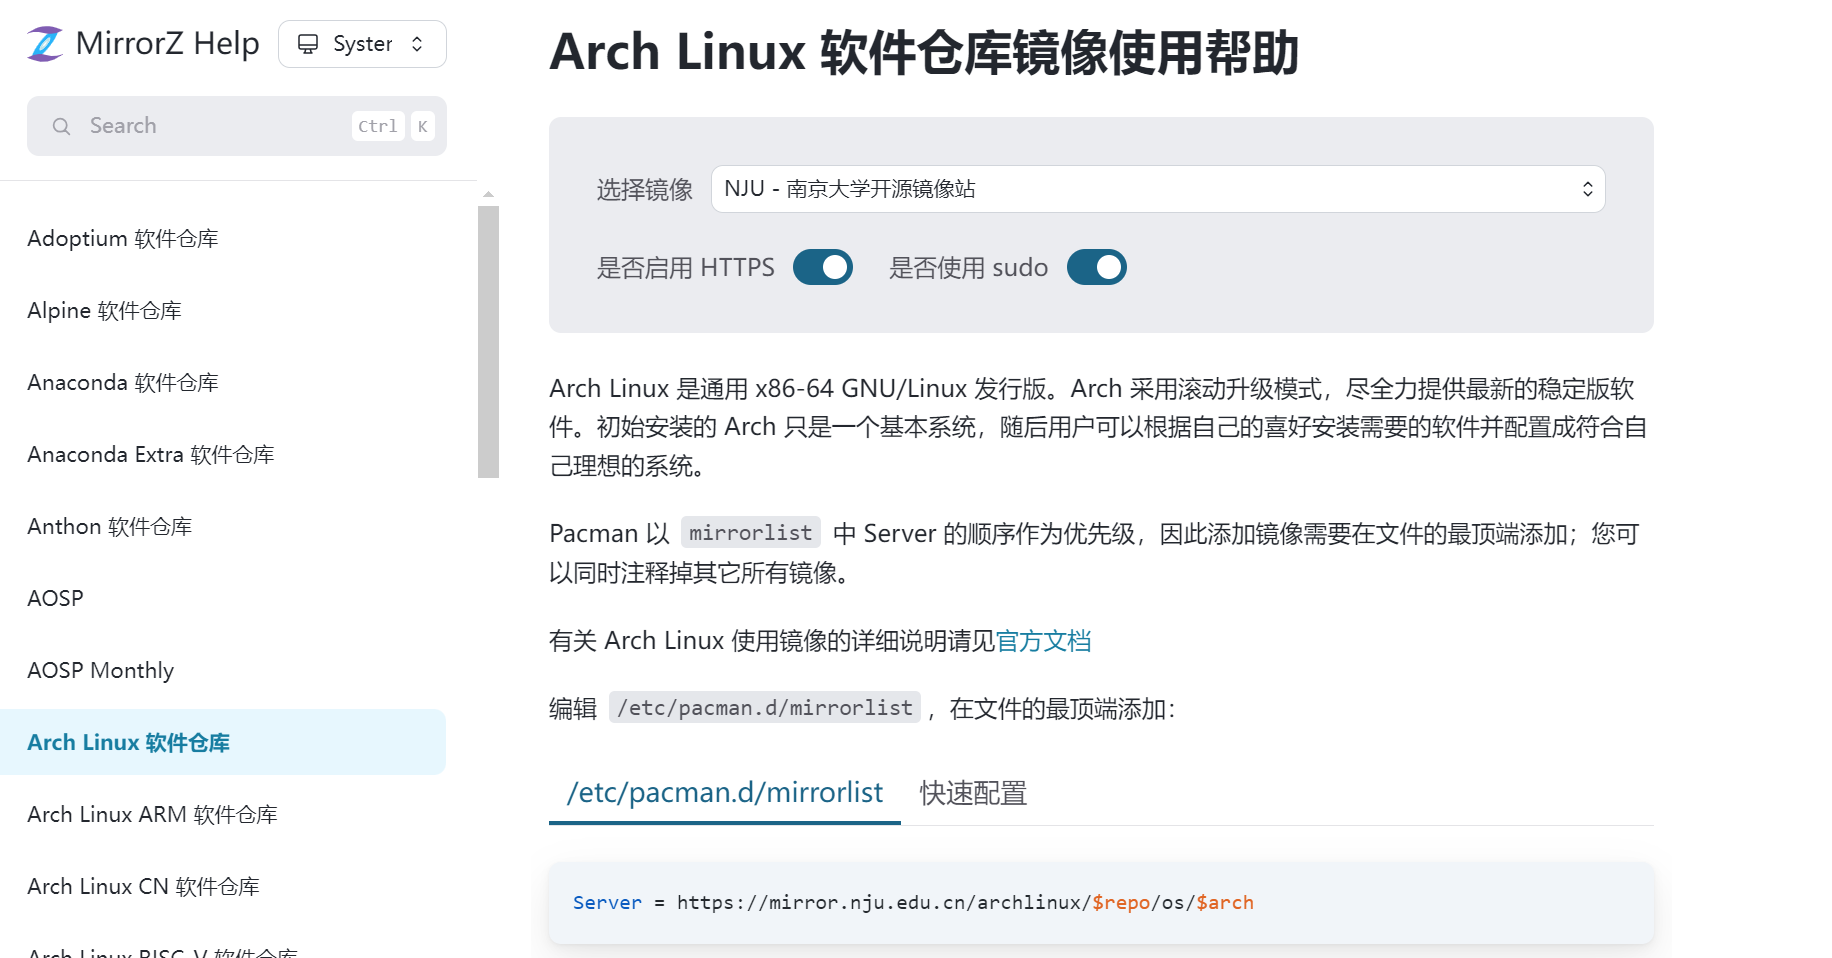 MirrorZ Help
Syster
Search
Ctrl K
Adoptium 软件仓库
Alpine 软件仓库
Anaconda 软件仓库
Anaconda Extra 软件仓库
Anthon 软件仓库
AOSP
AOSP Monthly
Arch Linux 软件仓库
Arch Linux ARM 软件仓库
Arch Linux CN 软件仓库
Arch Linux RISC-V 软件仓库
Arch Linux 软件仓库镜像使用帮助
选择镜像 NJU - 南京大学开源镜像站
是否启用 HTTPS 是否使用 sudo
Arch Linux 是通用 x86-64 GNU/Linux 发行版。Arch 采用滚动升级模式，尽全力提供最新的稳定版软
件。初始安装的 Arch 只是一个基本系统，随后用户可以根据自己的喜好安装需要的软件并配置成符合自
己理想的系统。
Pacman 以 mirrorlist 中 Server 的顺序作为优先级，因此添加镜像需要在文件的最顶端添加；您可
以同时注释掉其它所有镜像。
有关 Arch Linux 使用镜像的详细说明请见官方文档
编辑 /etc/pacman.d/mirrorlist ，在文件的最顶端添加：
/etc/pacman.d/mirrorlist 快速配置
Server = https://mirror.nju.edu.cn/archlinux/$repo/os/$arch